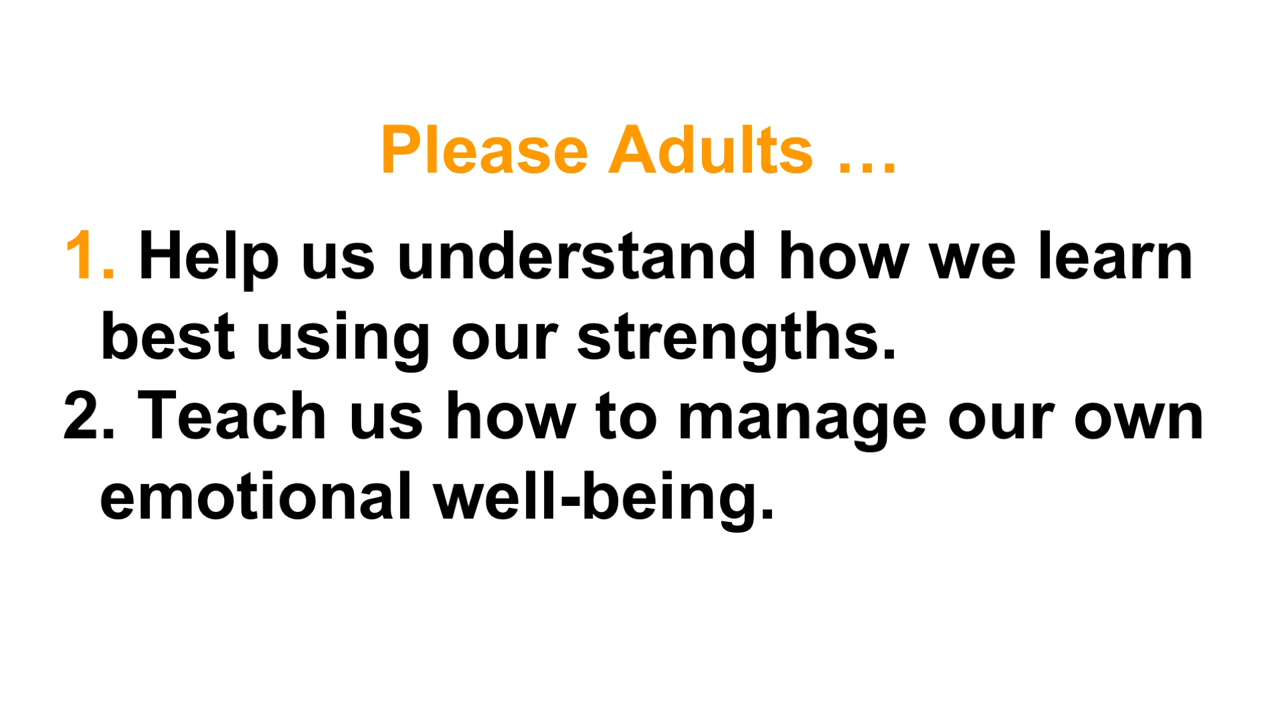 Please Adults …
1. Help us understand how we learn
best using our strengths.
2. Teach us how to manage our own
emotional well-being.